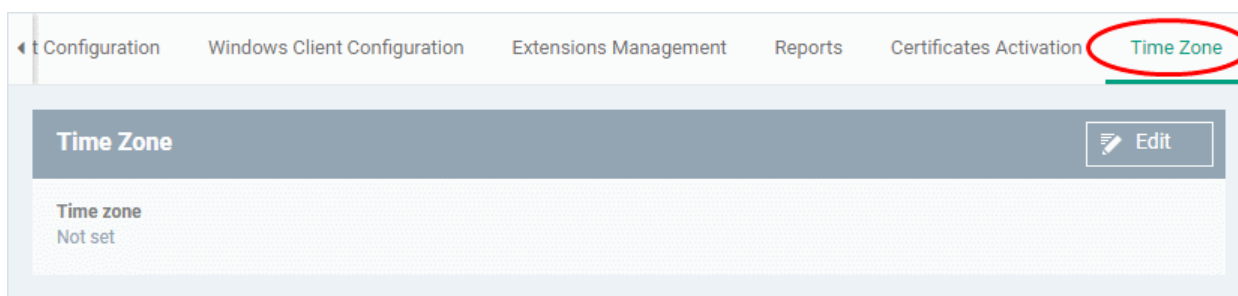 t Configuration Windows Client Configuration Extensions Management Reports Certificates Activation Time Zone
Time Zone Edit
Time zone
Not set